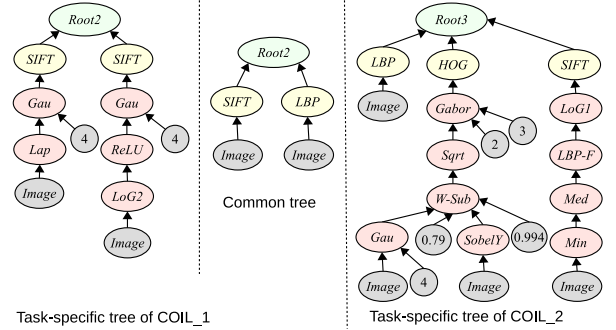 Root2
SIFT SIFT
Gau Gau
4 4
Lap ReLU
Image LoG2
Image
Task-specific tree of COIL_1
Root2
SIFT LBP
Image Image
Common tree
Root3
LBP HOG SIFT
Image Gabor LoG1
2 3
Sqrt LBP-F
W-Sub Med
Gau 0.79 SobelY 0.994 Min
Image 4 Image Image
Task-specific tree of COIL_2